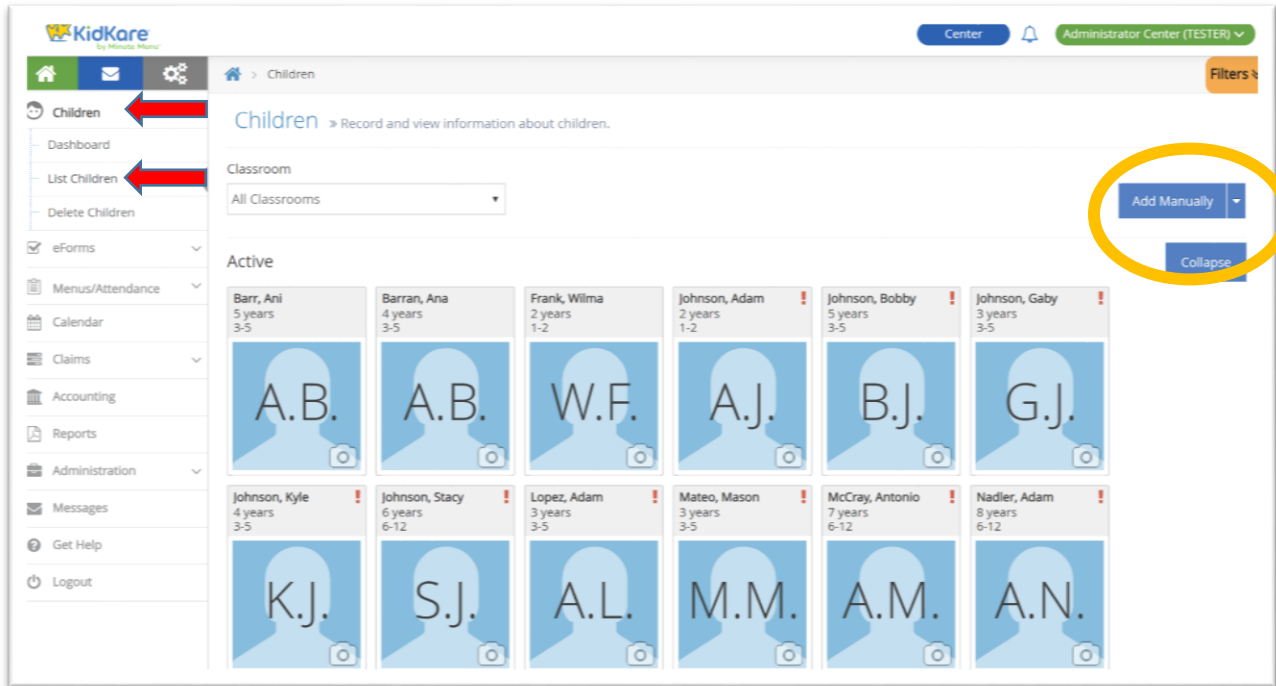 KidKare
by Minute Menu
Center
Administrator Center (TESTER)
Children
Filters
Children
Children » Record and view information about children.
Dashboard
List Children
Delete Children
eForms
Menus/Attendance
Calendar
Claims
Accounting
Reports
Administration
Messages
Get Help
Logout
Classroom
All Classrooms
Add Manually
Collapse
Active
Barr, Ani
5 years
3-5
A.B.
Barran, Ana
4 years
3-5
A.B.
Frank, Wilma
2 years
1-2
W.F.
Johnson, Adam !
2 years
1-2
A.J.
Johnson, Bobby !
5 years
3-5
B.J.
Johnson, Gaby !
3 years
3-5
G.J.
Johnson, Kyle !
4 years
3-5
K.J.
Johnson, Stacy !
6 years
6-12
S.J.
Lopez, Adam !
3 years
3-5
A.L.
Mateo, Mason !
3 years
3-5
M.M.
McCray, Antonio !
7 years
6-12
A.M.
Nadler, Adam !
8 years
6-12
A.N.